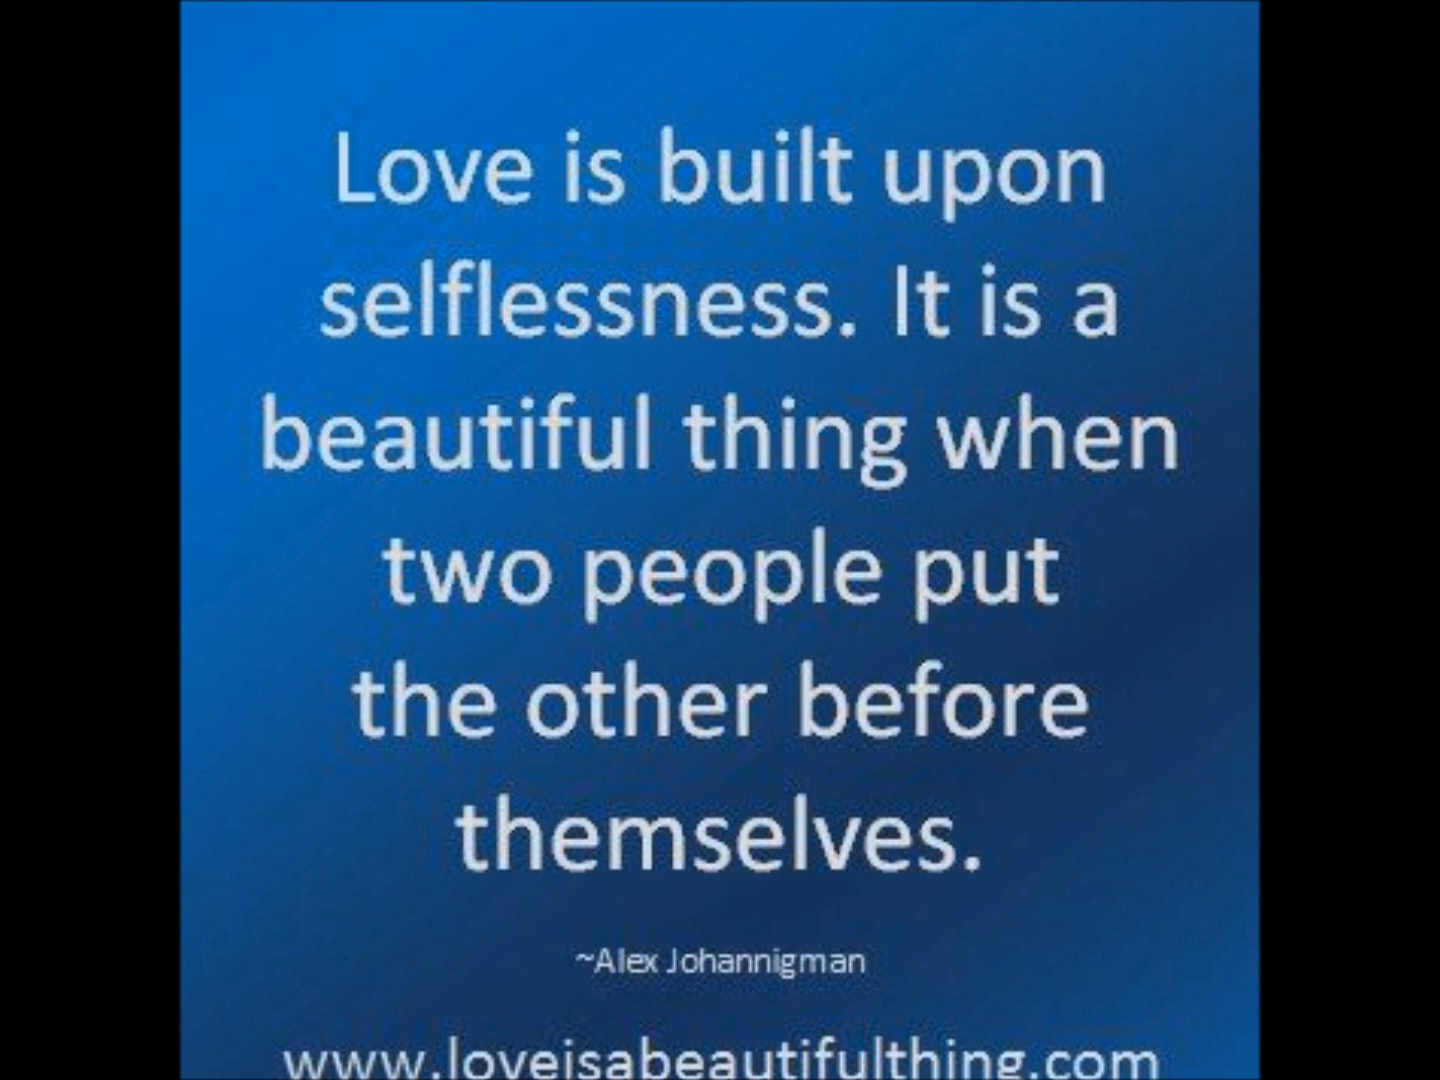 Love is built upon
selflessness. It is a
beautiful thing when
two people put
the other before
themselves.
~Alex Johannigman
www.loveisabeautifulthing.com